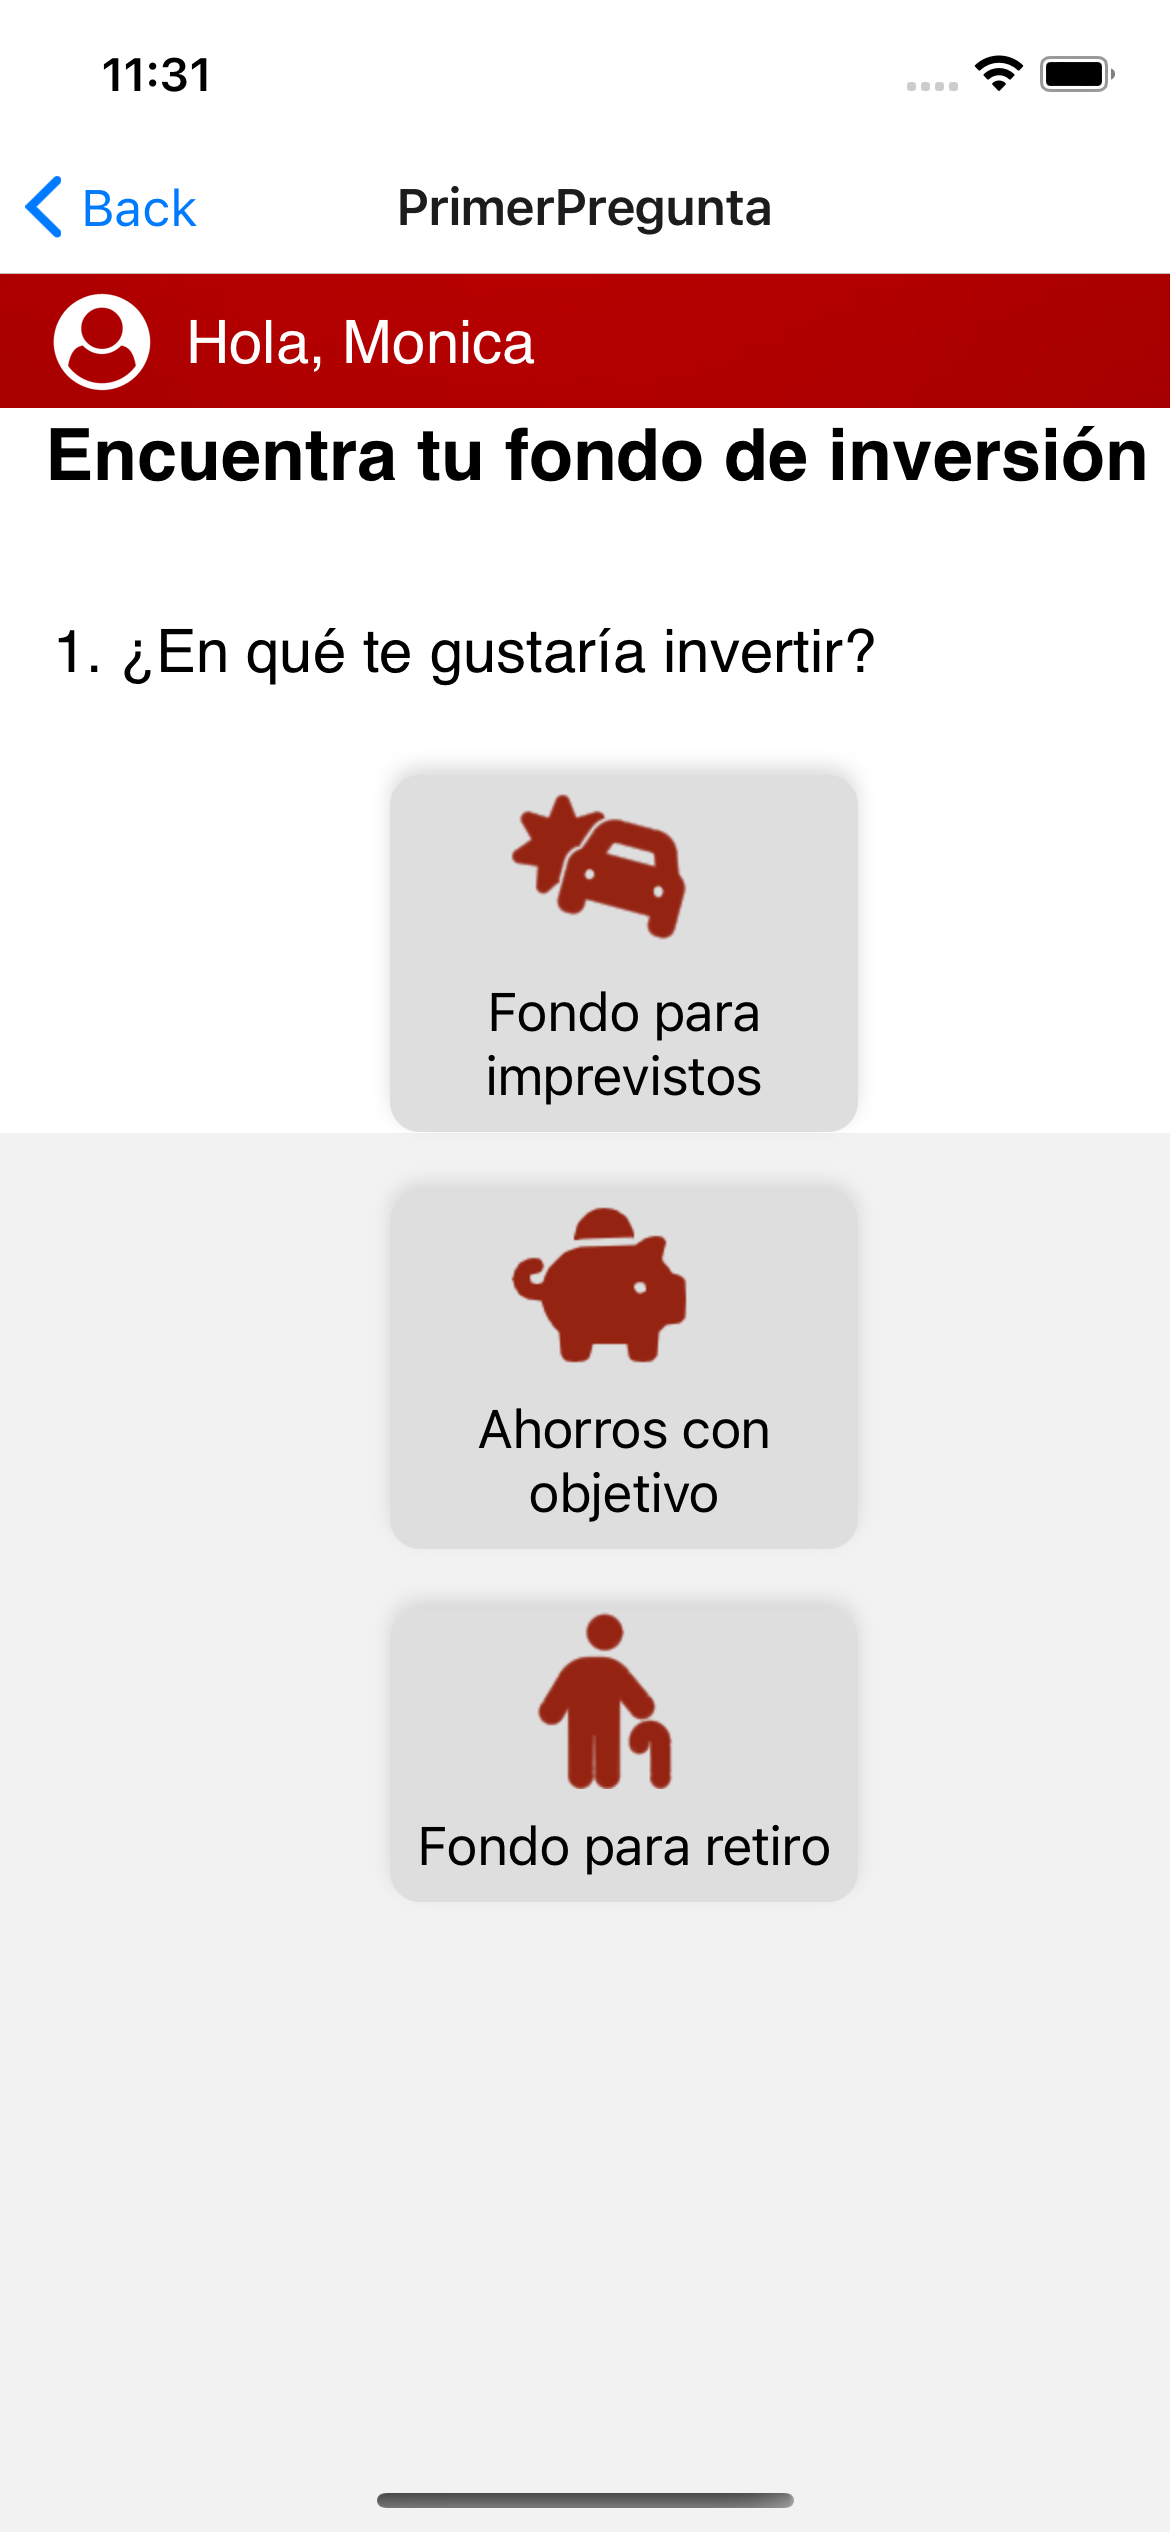 11:31
Back
PrimerPregunta
Hola, Monica
Encuentra tu fondo de inversión
1. ¿En qué te gustaría invertir?
Fondo para
imprevistos
Ahorros con
objetivo
Fondo para retiro